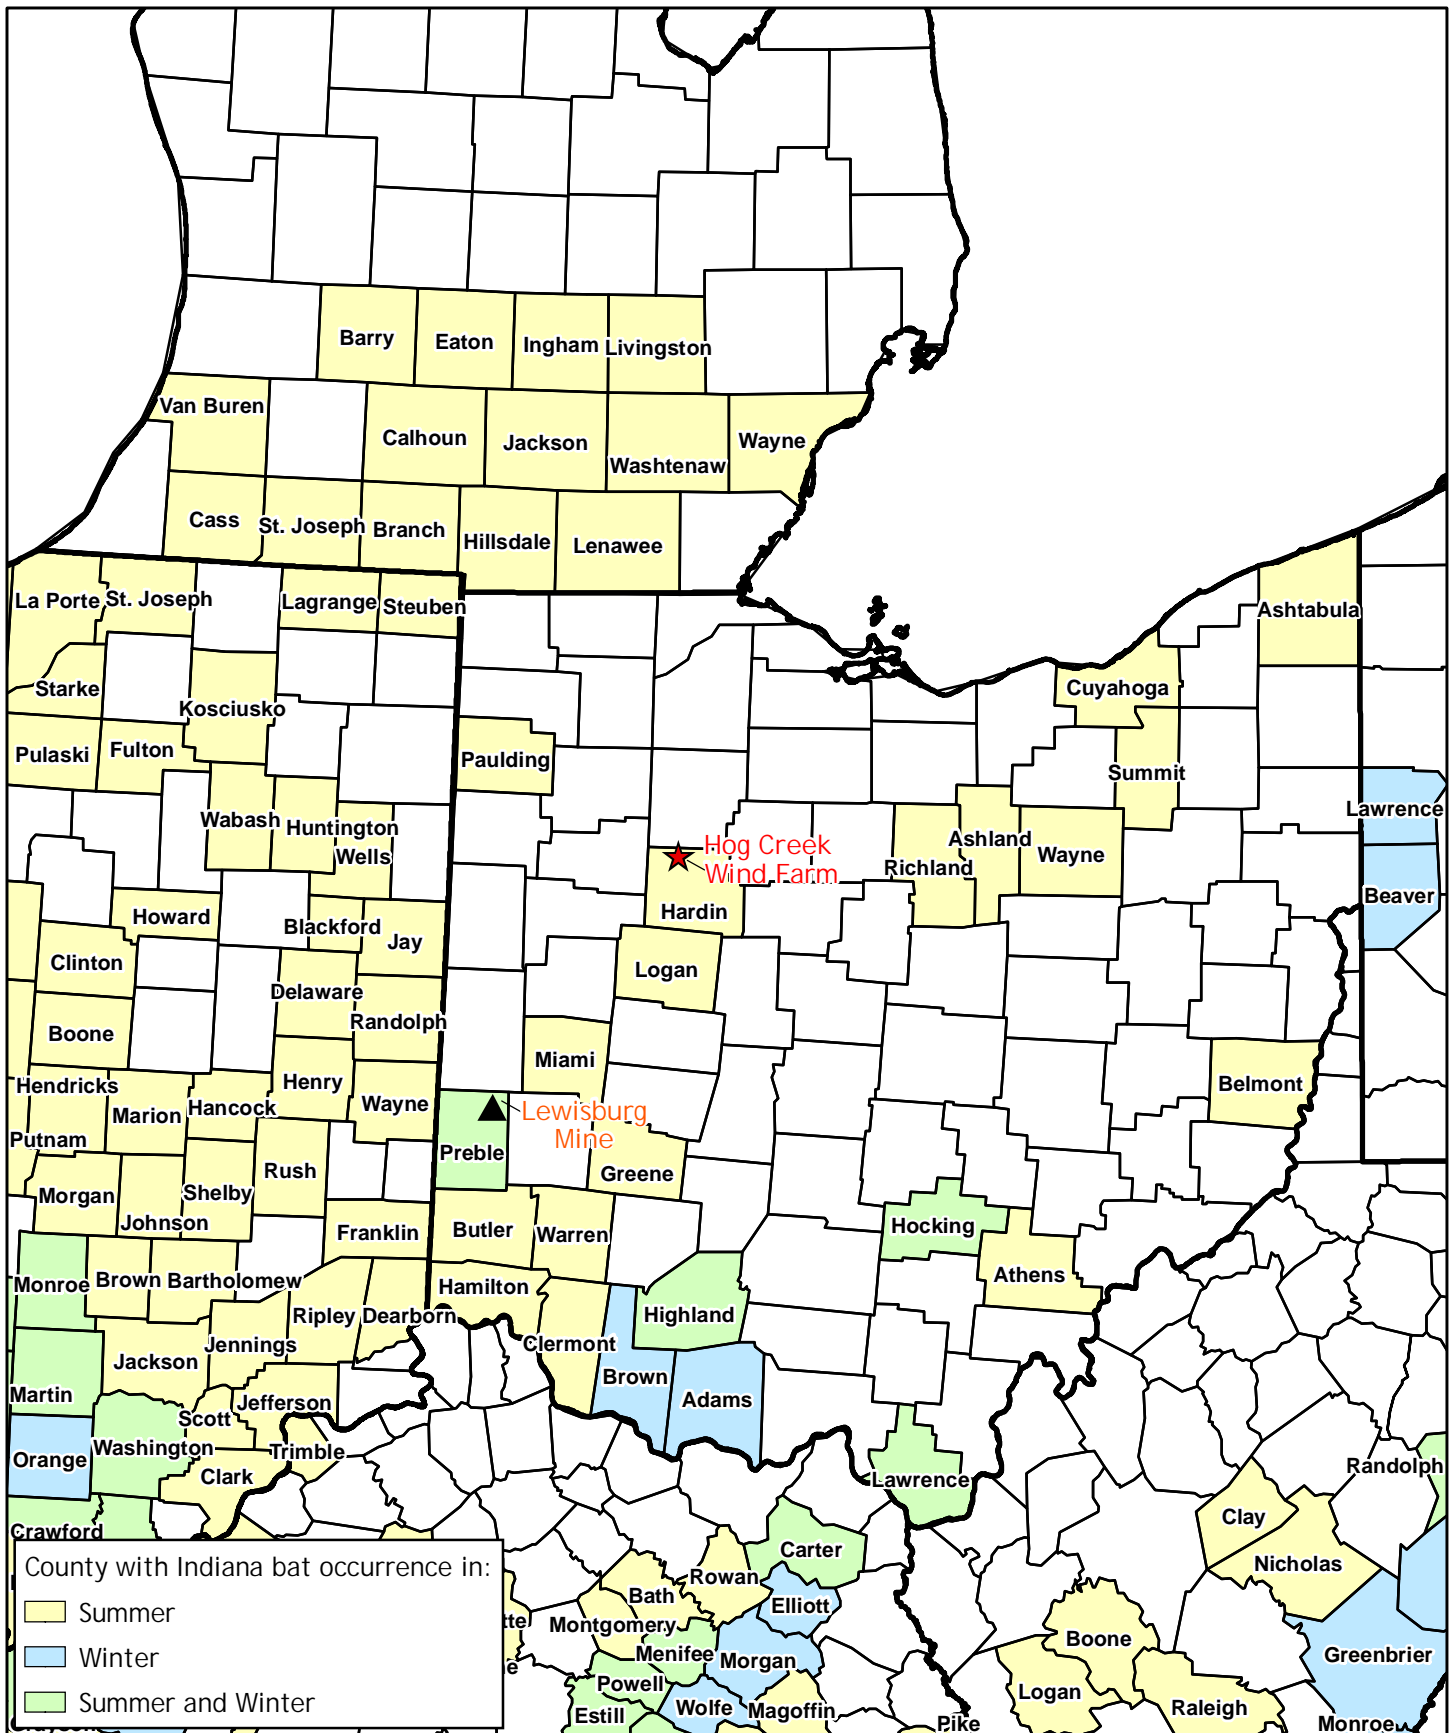 Barry
Eaton
Ingham
Livingston
Van Buren
Calhoun
Jackson
Washtenaw
Wayne
Cass
St. Joseph
Branch
Hillsdale
Lenawee
La Porte
St. Joseph
Lagrange
Steuben
Ashtabula
Starke
Kosciusko
Cuyahoga
Pulaski
Fulton
Paulding
Summit
Wabash
Huntington
Wells
Lawrence
Hog Creek
Wind Farm
Ashland
Richland
Wayne
Beaver
Howard
Blackford
Jay
Hardin
Clinton
Logan
Delaware
Randolph
Boone
Miami
Hendricks
Marion
Hancock
Henry
Wayne
Belmont
Lewisburg
Mine
Putnam
Preble
Rush
Greene
Morgan
Shelby
Johnson
Franklin
Butler
Warren
Hocking
Monroe
Brown
Bartholomew
Hamilton
Athens
Ripley
Dearborn
Highland
Jennings
Clermont
Jackson
Brown
Adams
Martin
Jefferson
Scott
Washington
Trimble
Orange
Clark
Lawrence
Randolph
Crawford
Clay
Carter
Nicholas
Rowan
Bath
Elliott
tte
Montgomery
Boone
Menifee
Morgan
Greenbrier
ne
Powell
Logan
Wolfe
Magoffin
Raleigh
Estill
Pike
Monroe
Grayson
County with Indiana bat occurrence in:
Summer
Winter
Summer and Winter